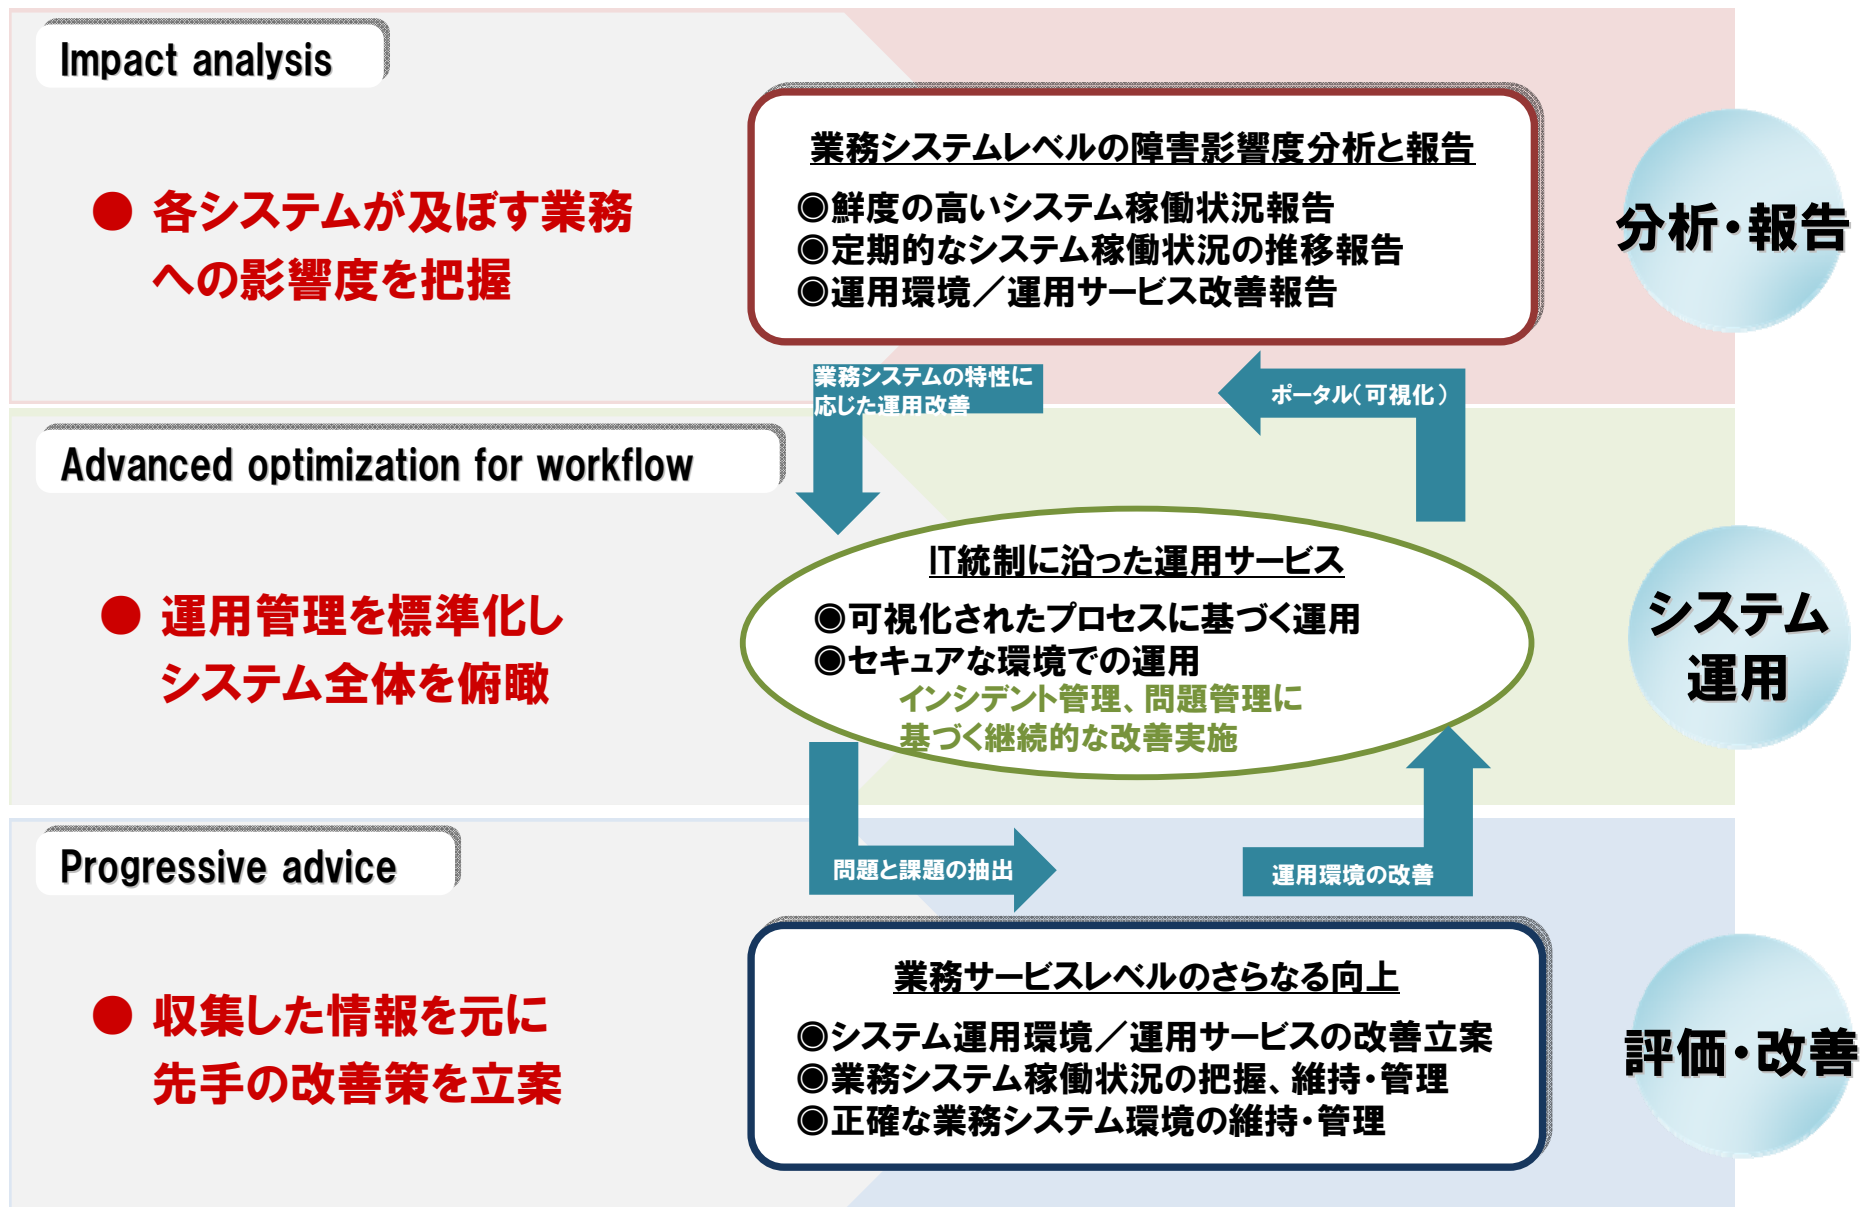 Impact analysis
● 各システムが及ぼす業務
への影響度を把握
業務システムレベルの障害影響度分析と報告
◉鮮度の高いシステム稼働状況報告
◉定期的なシステム稼働状況の推移報告
◉運用環境／運用サービス改善報告
分析・報告
業務システムの特性に
応じた運用改善
ポータル（可視化）
Advanced optimization for workflow
● 運用管理を標準化し
システム全体を俯瞰
IT統制に沿った運用サービス
◉可視化されたプロセスに基づく運用
◉セキュアな環境での運用
インシデント管理、問題管理に
基づく継続的な改善実施
システム
運用
問題と課題の抽出
運用環境の改善
Progressive advice
● 収集した情報を元に
先手の改善策を立案
業務サービスレベルのさらなる向上
◉システム運用環境／運用サービスの改善立案
◉業務システム稼働状況の把握、維持・管理
◉正確な業務システム環境の維持・管理
評価・改善